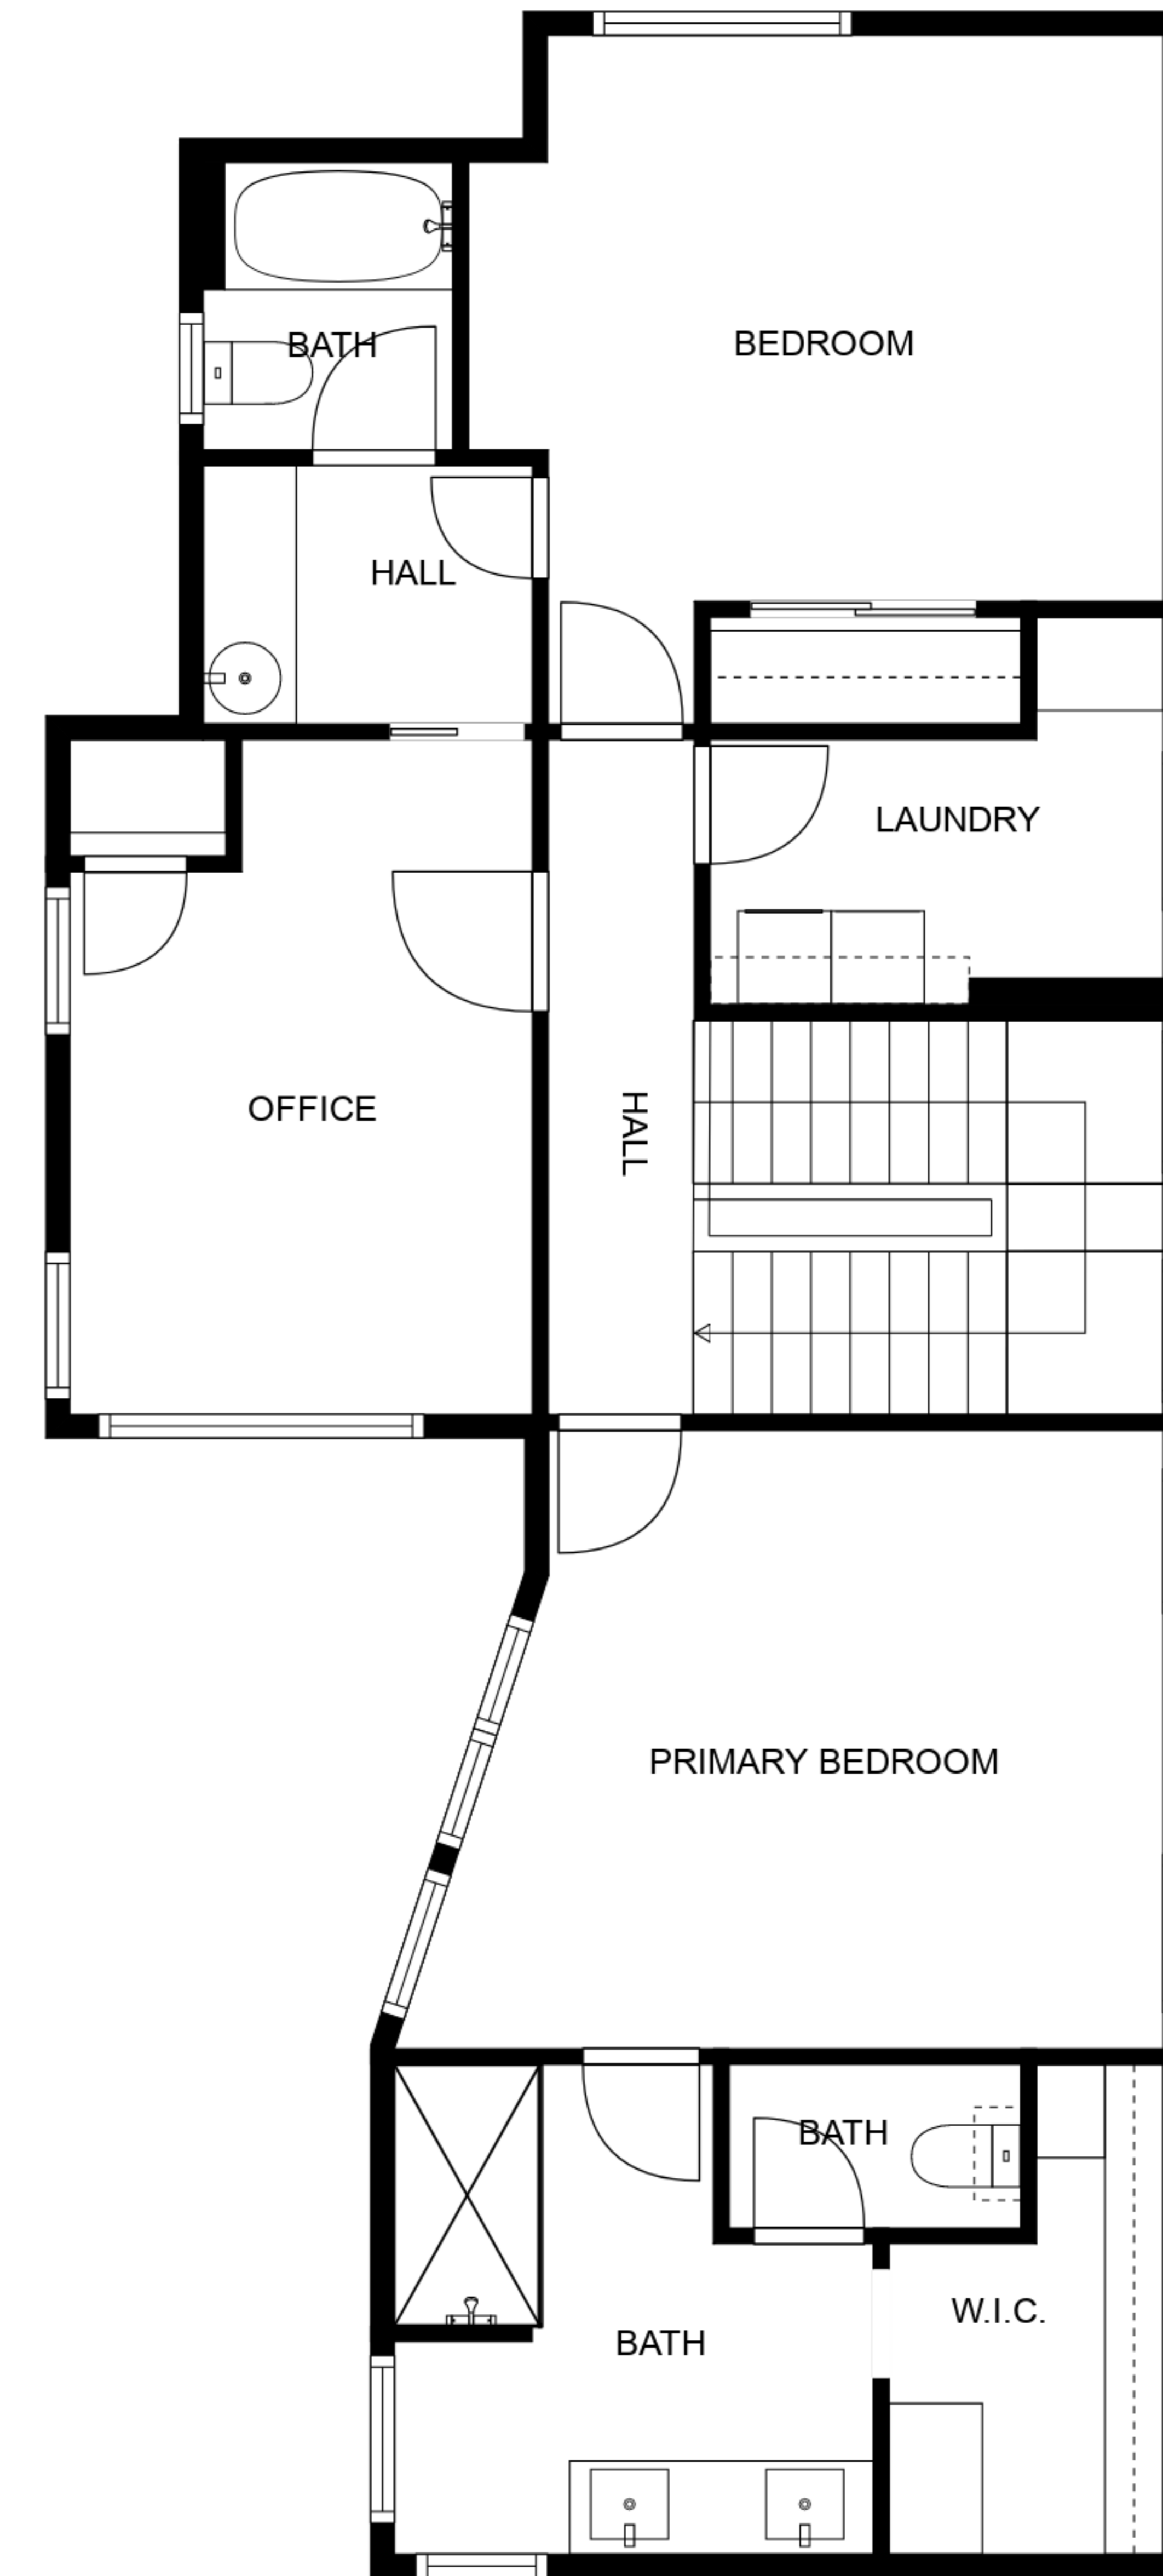 BEDROOM
BATH
HALL
LAUNDRY
OFFICE
HALL
PRIMARY BEDROOM
BATH
W.I.C.
BATH